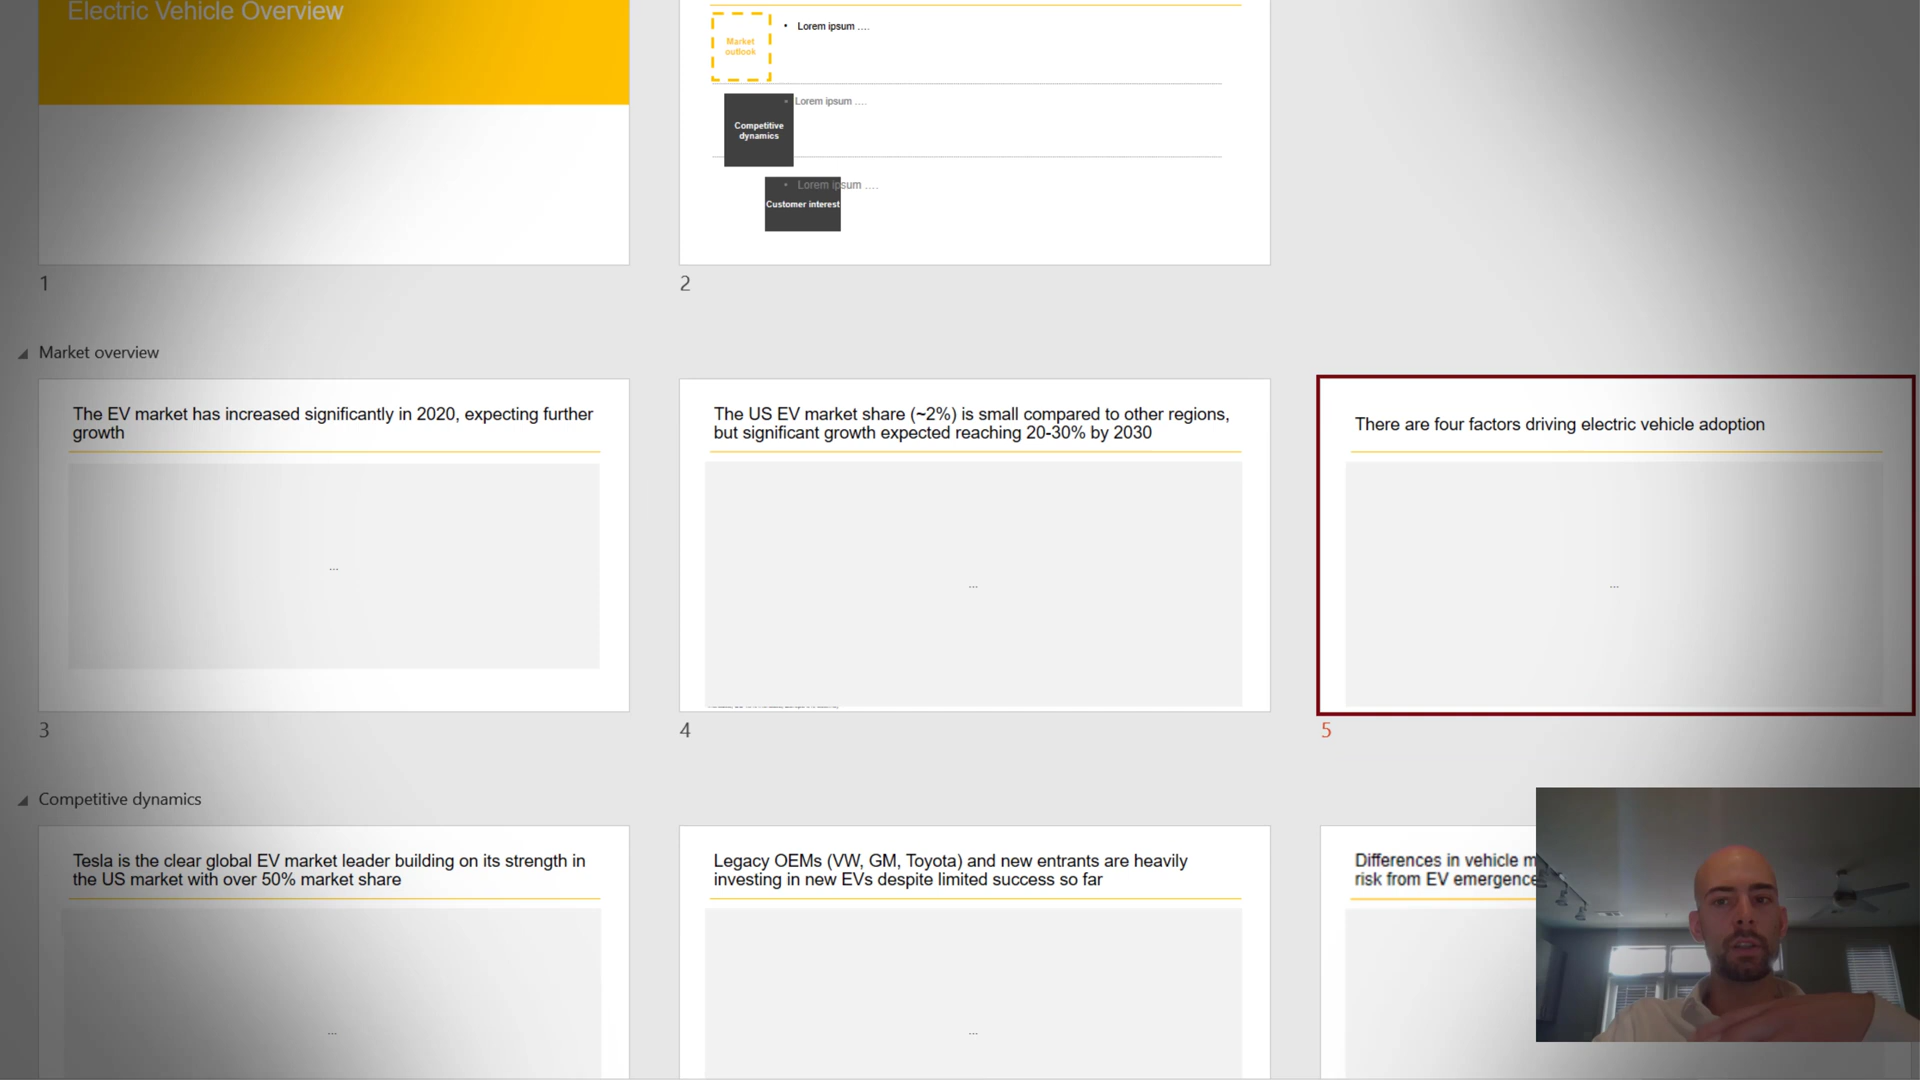 Electric Vehicle Overview
Market
outlook
• Lorem ipsum ....
Competitive
dynamics
• Lorem ipsum ....
Customer interest
• Lorem ipsum ....
1
2
Market overview
The EV market has increased significantly in 2020, expecting further
growth
...
3
The US EV market share (~2%) is small compared to other regions,
but significant growth expected reaching 20-30% by 2030
...
4
There are four factors driving electric vehicle adoption
...
5
Competitive dynamics
Tesla is the clear global EV market leader building on its strength in
the US market with over 50% market share
...
Legacy OEMs (VW, GM, Toyota) and new entrants are heavily
investing in new EVs despite limited success so far
...
Differences in vehicle
risk from EV emergence